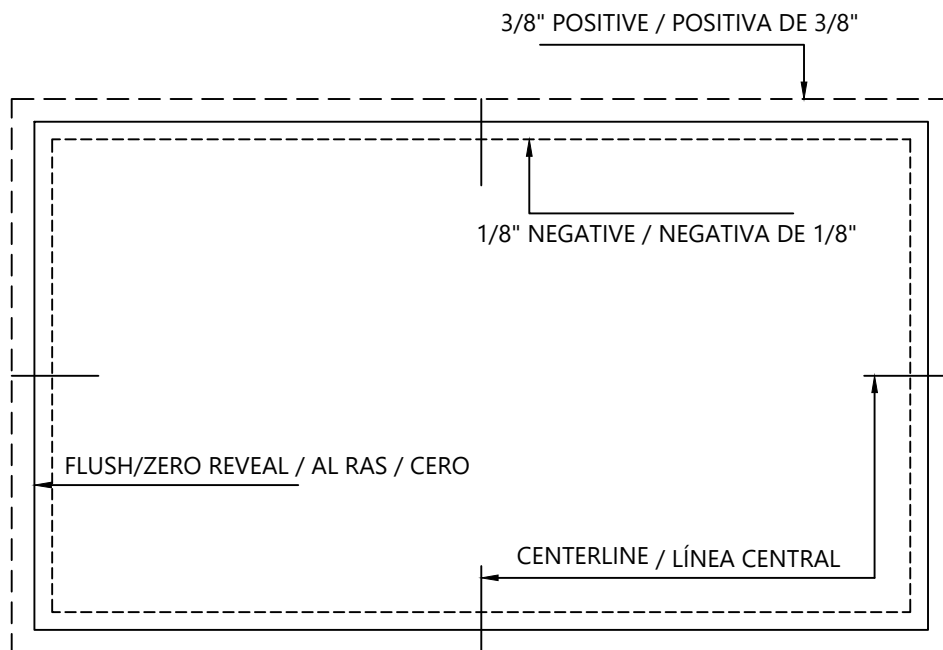 3/8" POSITIVE / POSITIVA DE 3/8"
1/8" NEGATIVE / NEGATIVA DE 1/8"
FLUSH/ZERO REVEAL / AL RAS / CERO
CENTERLINE / LÍNEA CENTRAL